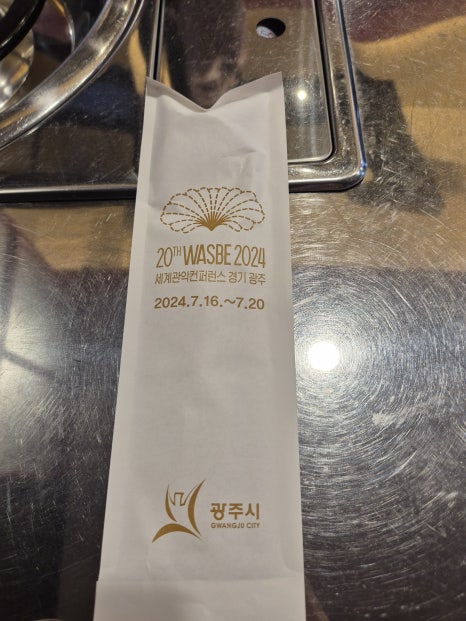 20TH WASBE 2024
세계관악컨퍼런스 경기 광주
2024.7.16.~7.20
광주시
GWANGJU CITY